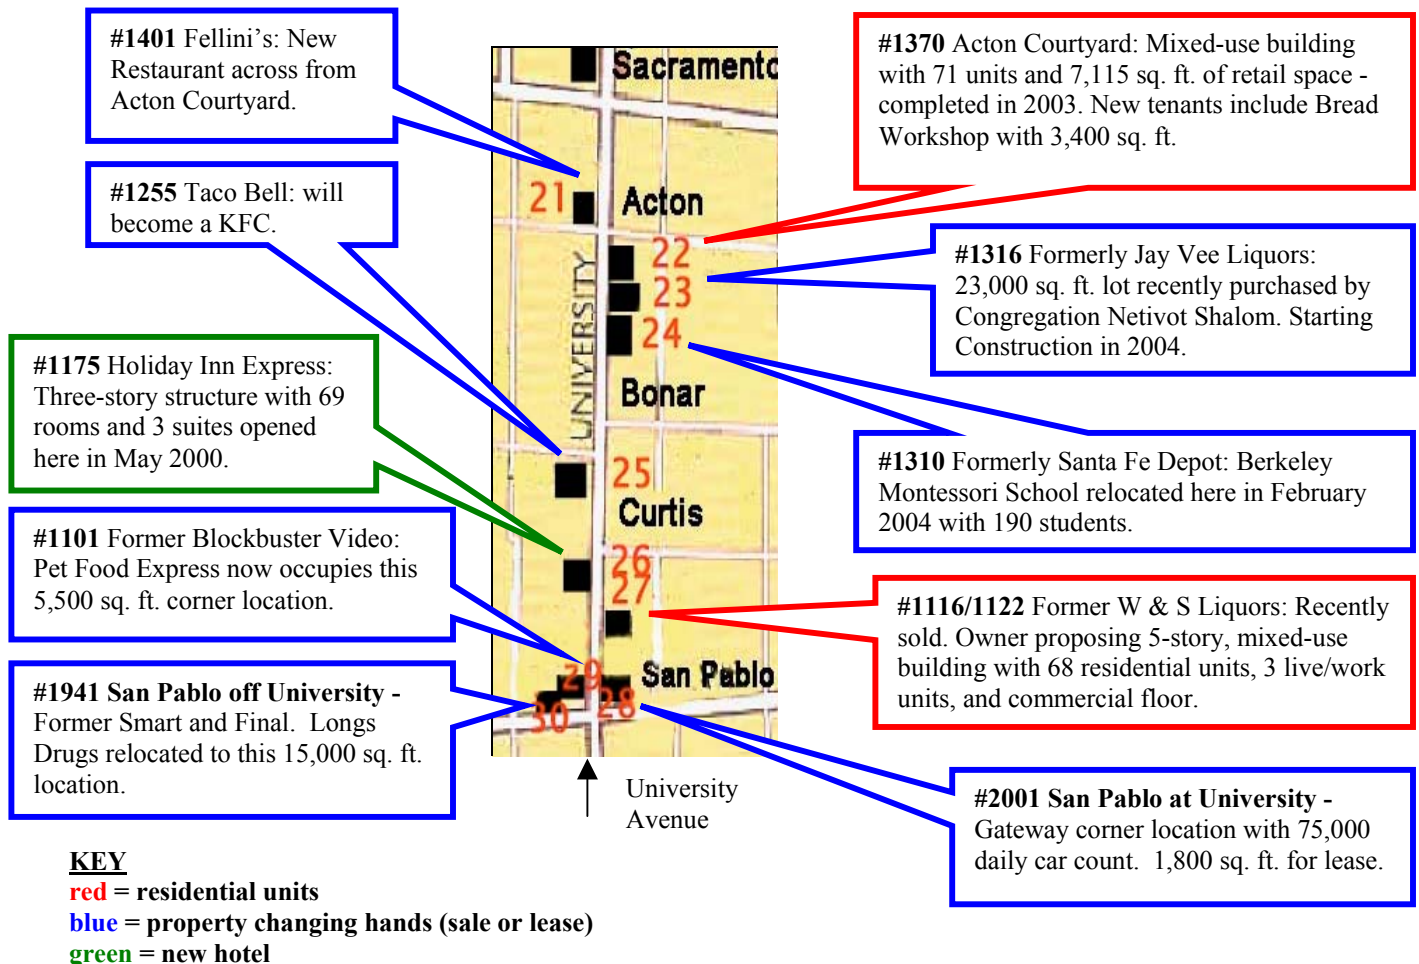 #1401 Fellini's: New
Restaurant across from
Acton Courtyard.
#1255 Taco Bell: will
become a KFC.
#1175 Holiday Inn Express:
Three-story structure with 69
rooms and 3 suites opened
here in May 2000.
#1101 Former Blockbuster Video:
Pet Food Express now occupies this
5,500 sq. ft. corner location.
#1941 San Pablo off University -
Former Smart and Final.  Longs
Drugs relocated to this 15,000 sq. ft.
location.
Sacramento
21
Acton
22
23
24
UNIVERSITY
Bonar
25
Curtis
26
27
San Pablo
29
28
30
University
Avenue
#1370 Acton Courtyard: Mixed-use building
with 71 units and 7,115 sq. ft. of retail space -
completed in 2003. New tenants include Bread
Workshop with 3,400 sq. ft.
#1316 Formerly Jay Vee Liquors:
23,000 sq. ft. lot recently purchased by
Congregation Netivot Shalom. Starting
Construction in 2004.
#1310 Formerly Santa Fe Depot: Berkeley
Montessori School relocated here in February
2004 with 190 students.
#1116/1122 Former W & S Liquors: Recently
sold. Owner proposing 5-story, mixed-use
building with 68 residential units, 3 live/work
units, and commercial floor.
#2001 San Pablo at University -
Gateway corner location with 75,000
daily car count.  1,800 sq. ft. for lease.
KEY
red = residential units
blue = property changing hands (sale or lease)
green = new hotel